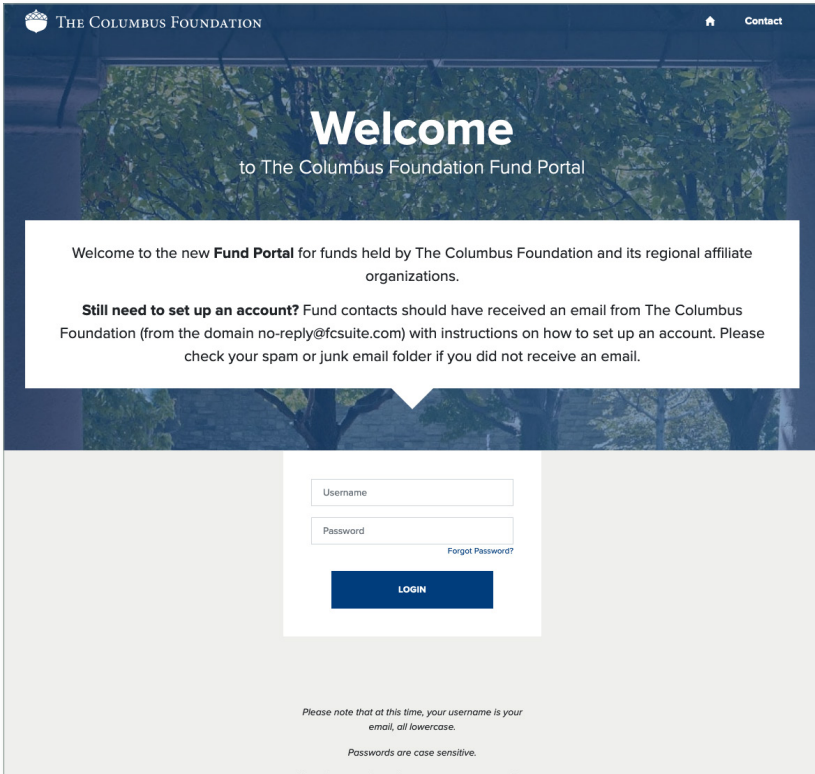 THE COLUMBUS FOUNDATION
Contact
Welcome
to The Columbus Foundation Fund Portal
Welcome to the new Fund Portal for funds held by The Columbus Foundation and its regional affiliate
organizations.
Still need to set up an account? Fund contacts should have received an email from The Columbus
Foundation (from the domain no-reply@fcsuite.com) with instructions on how to set up an account. Please
check your spam or junk email folder if you did not receive an email.
Username
Password
Forgot Password?
LOGIN
Please note that at this time, your username is your
email, all lowercase.
Passwords are case sensitive.